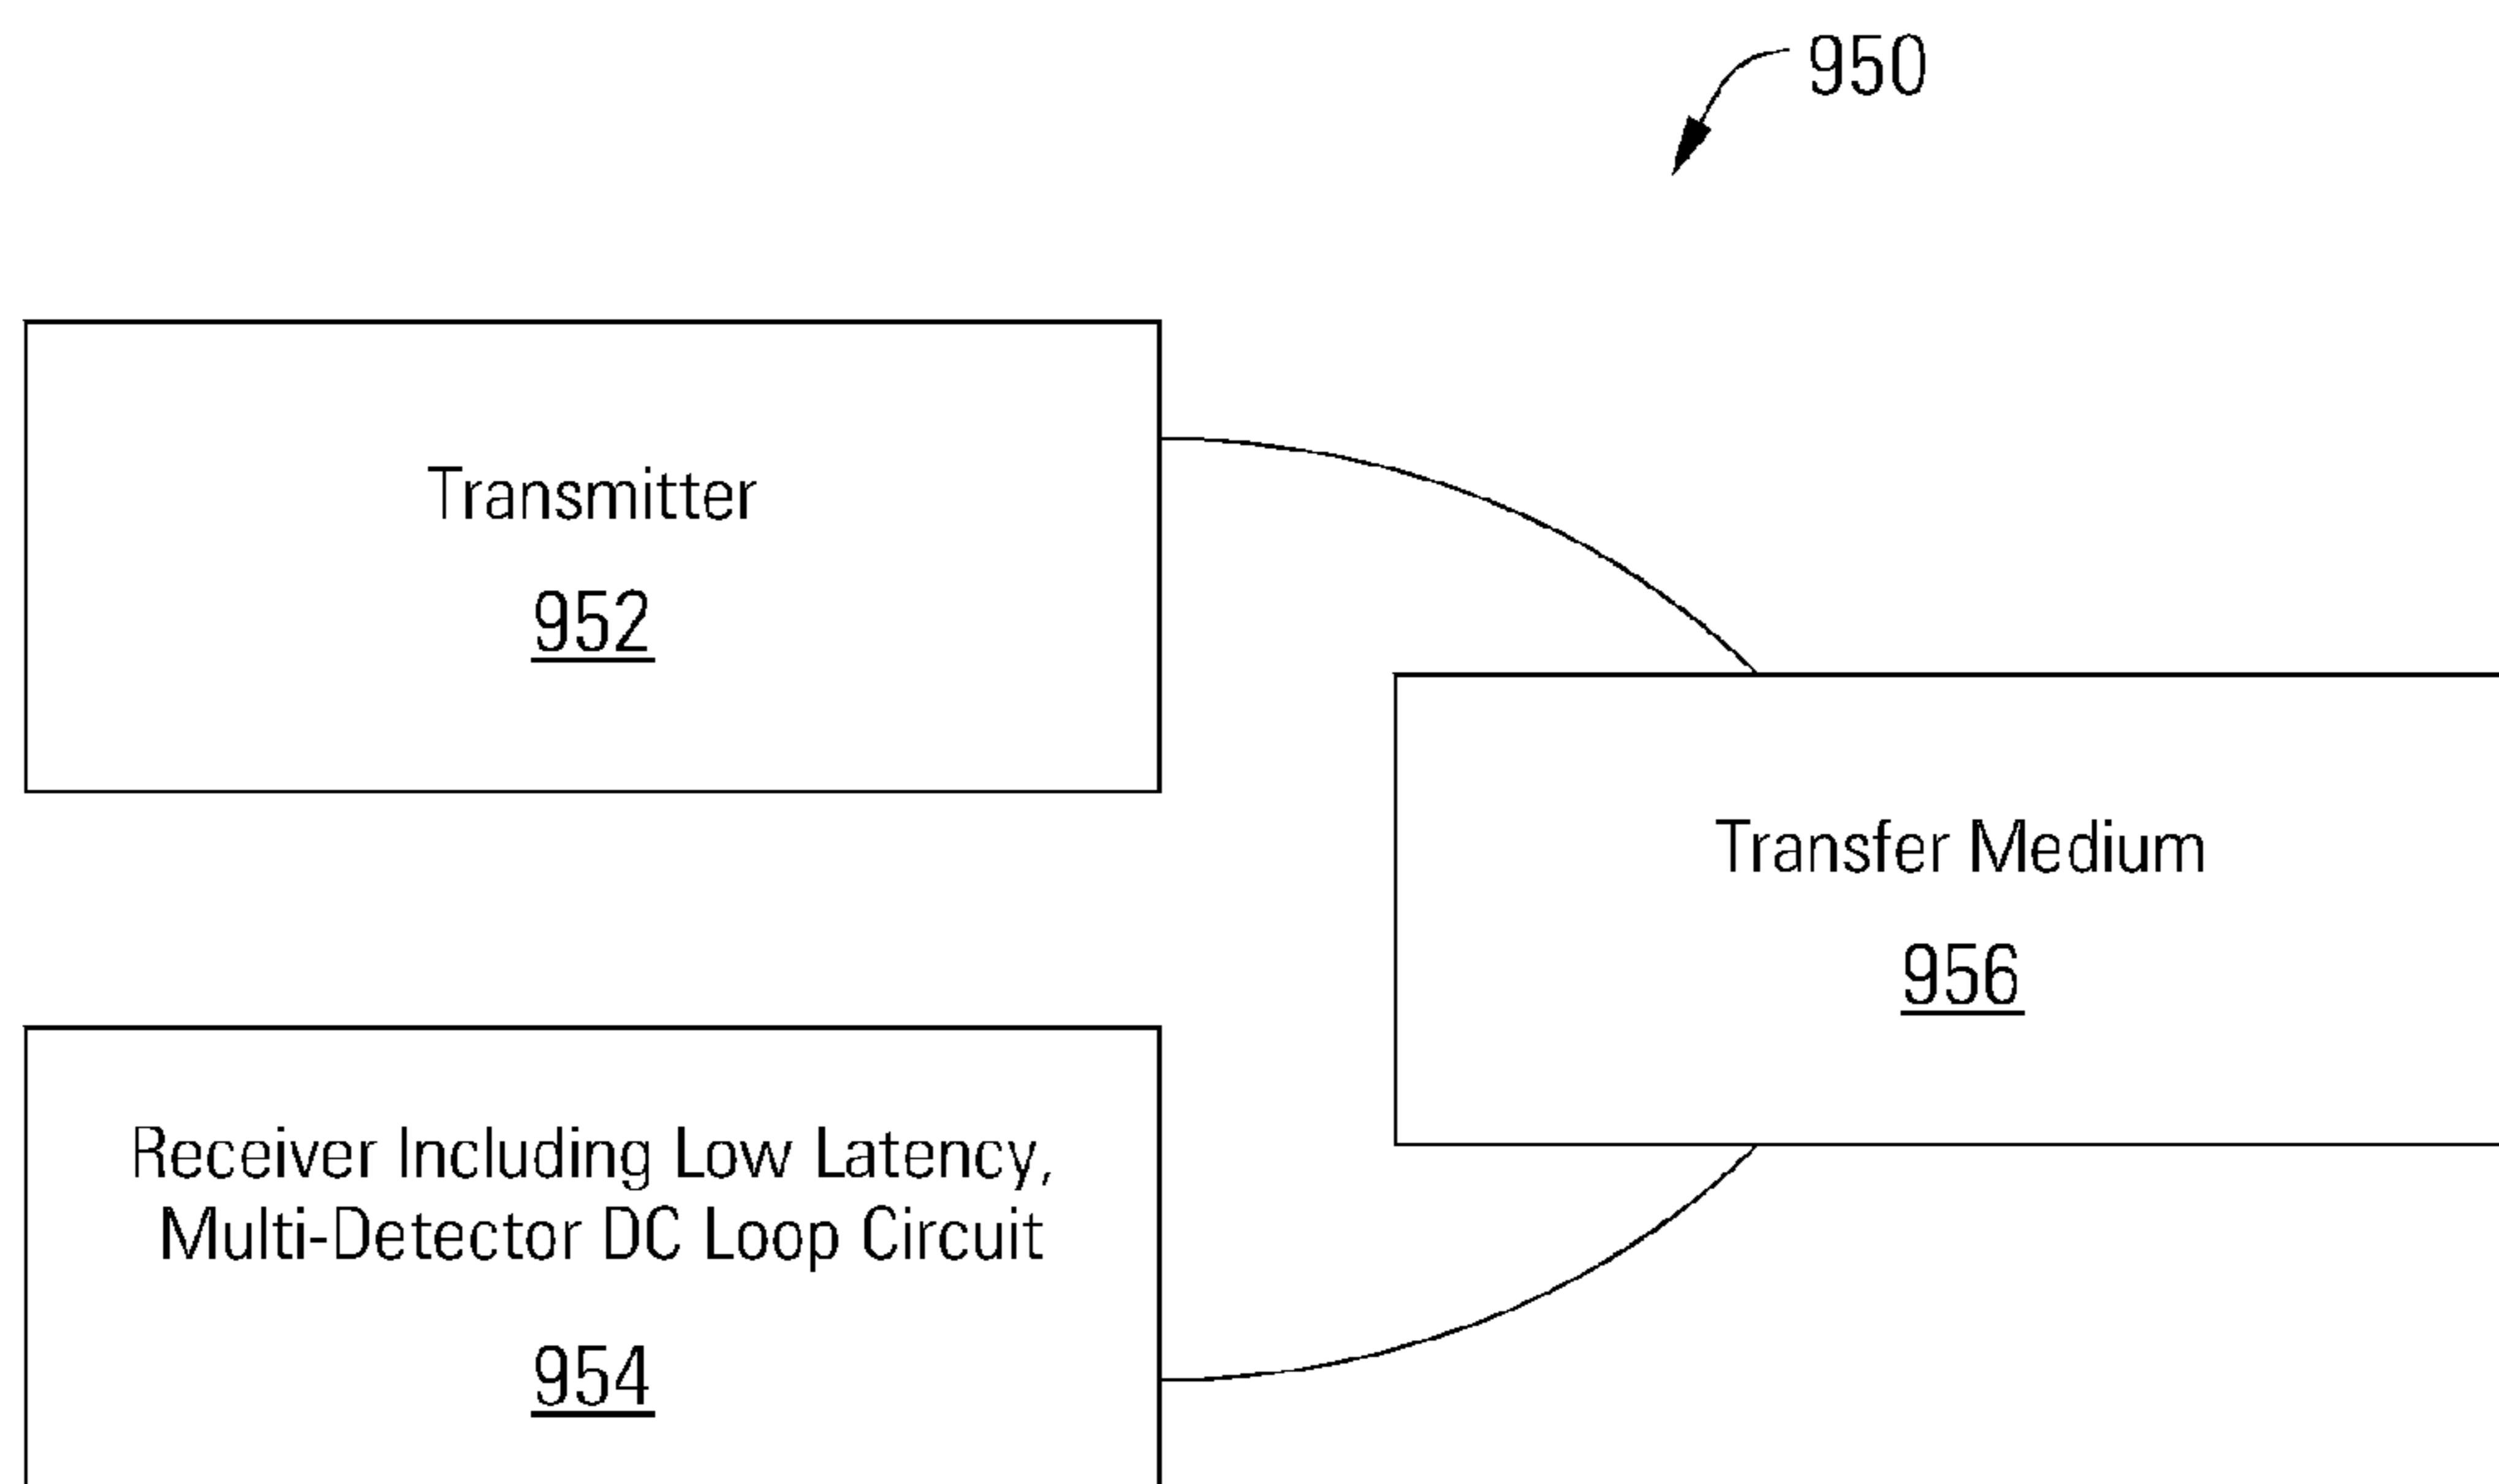 950
Transmitter
952
Transfer Medium
956
Receiver Including Low Latency,
Multi-Detector DC Loop Circuit
954